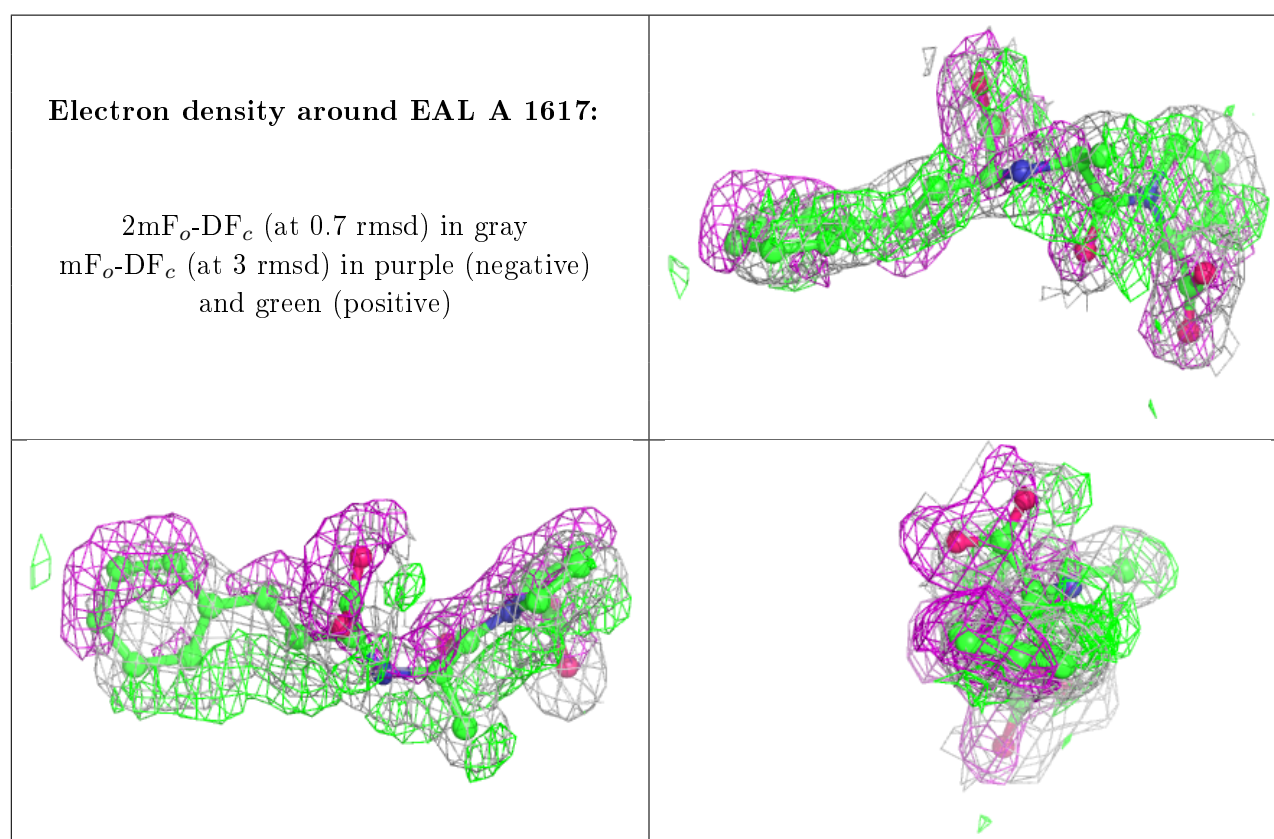 Electron density around EAL A 1617:
2mFo-DFc (at 0.7 rmsd) in gray
mFo-DFc (at 3 rmsd) in purple (negative)
and green (positive)